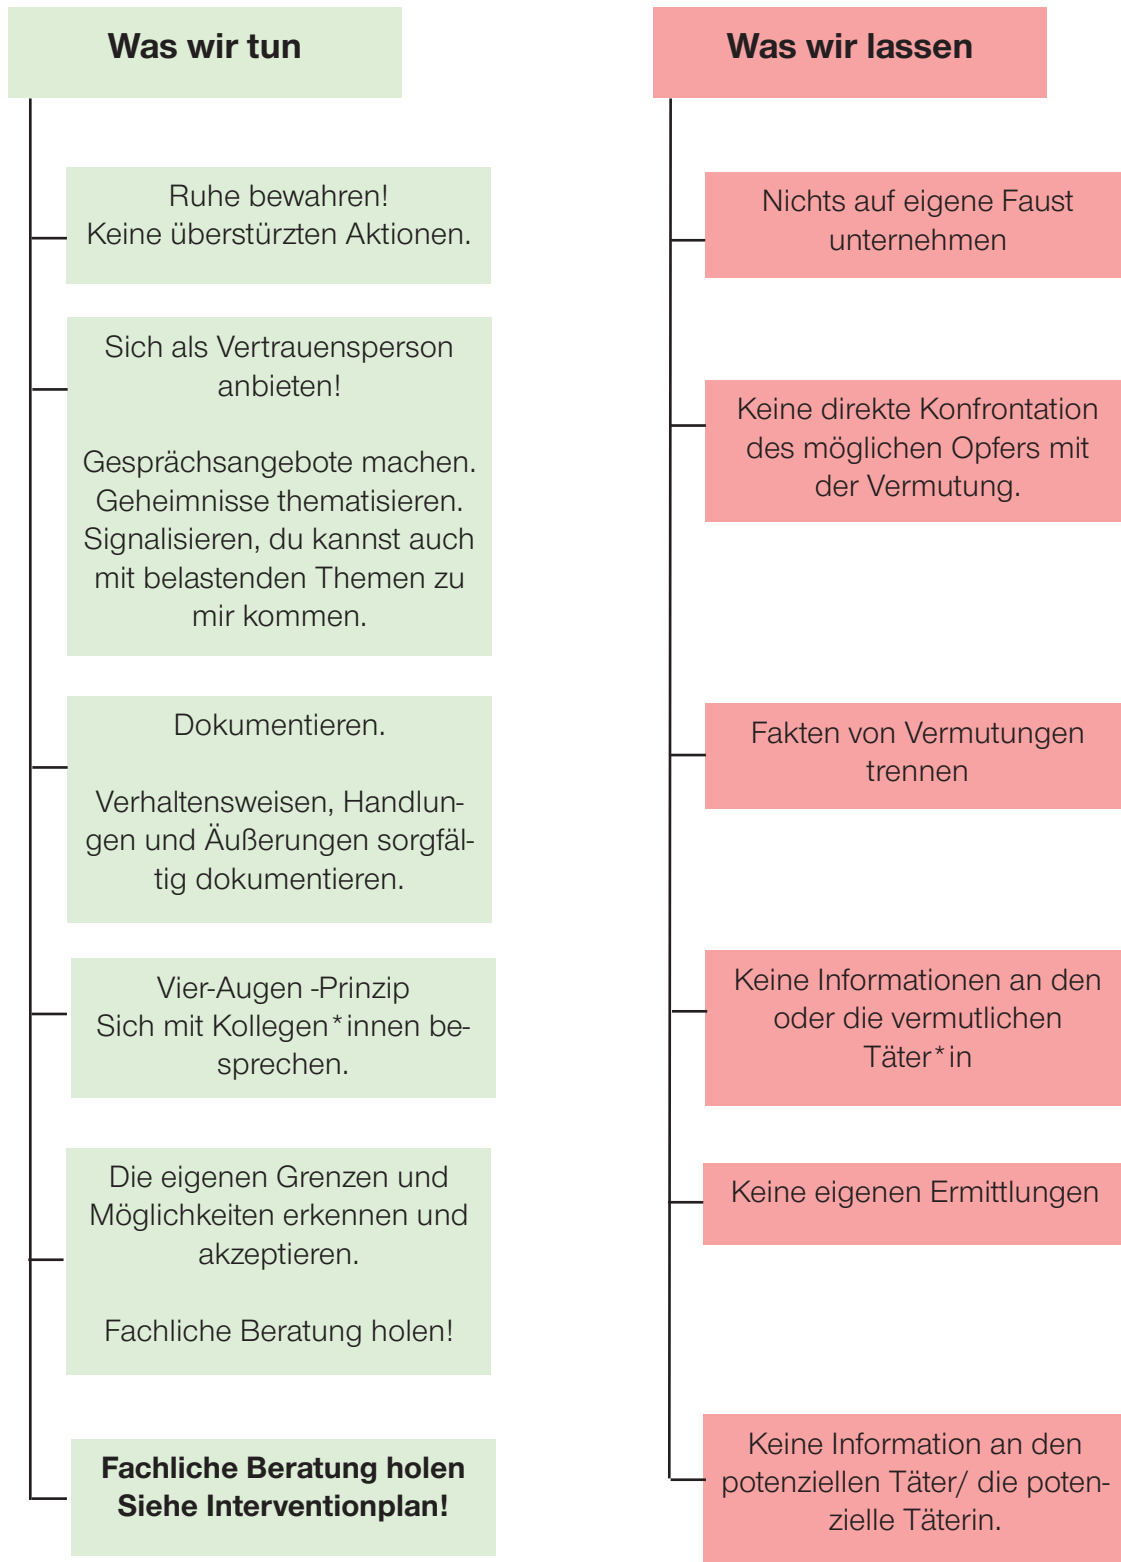 Was wir tun
Ruhe bewahren!
Keine überstürzten Aktionen.
Sich als Vertrauensperson
anbieten!
Gesprächsangebote machen.
Geheimnisse thematisieren.
Signalisieren, du kannst auch
mit belastenden Themen zu
mir kommen.
Dokumentieren.
Verhaltensweisen, Handlun-
gen und Äußerungen sorgfäl-
tig dokumentieren.
Vier-Augen -Prinzip
Sich mit Kollegen*innen be-
sprechen.
Die eigenen Grenzen und
Möglichkeiten erkennen und
akzeptieren.
Fachliche Beratung holen!
Fachliche Beratung holen
Siehe Interventionplan!
Was wir lassen
Nichts auf eigene Faust
unternehmen
Keine direkte Konfrontation
des möglichen Opfers mit
der Vermutung.
Fakten von Vermutungen
trennen
Keine Informationen an den
oder die vermutlichen
Täter*in
Keine eigenen Ermittlungen
Keine Information an den
potenziellen Täter/ die poten-
zielle Täterin.